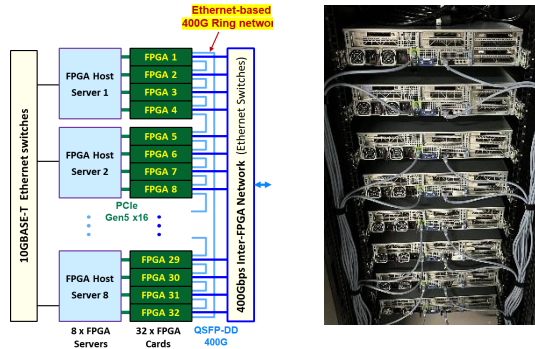 Ethernet-based
400G Ring network
10GBASE-T Ethernet switches
FPGA Host
Server 1
FPGA 1
FPGA 2
FPGA 3
FPGA 4
FPGA Host
Server 2
FPGA 5
FPGA 6
FPGA 7
FPGA 8
PCIe
Gen5 x16
FPGA Host
Server 8
FPGA 29
FPGA 30
FPGA 31
FPGA 32
400Gbps Inter-FPGA Network (Ethernet Switches)
8 x FPGA
Servers
32 x FPGA
Cards
QSFP-DD
400G